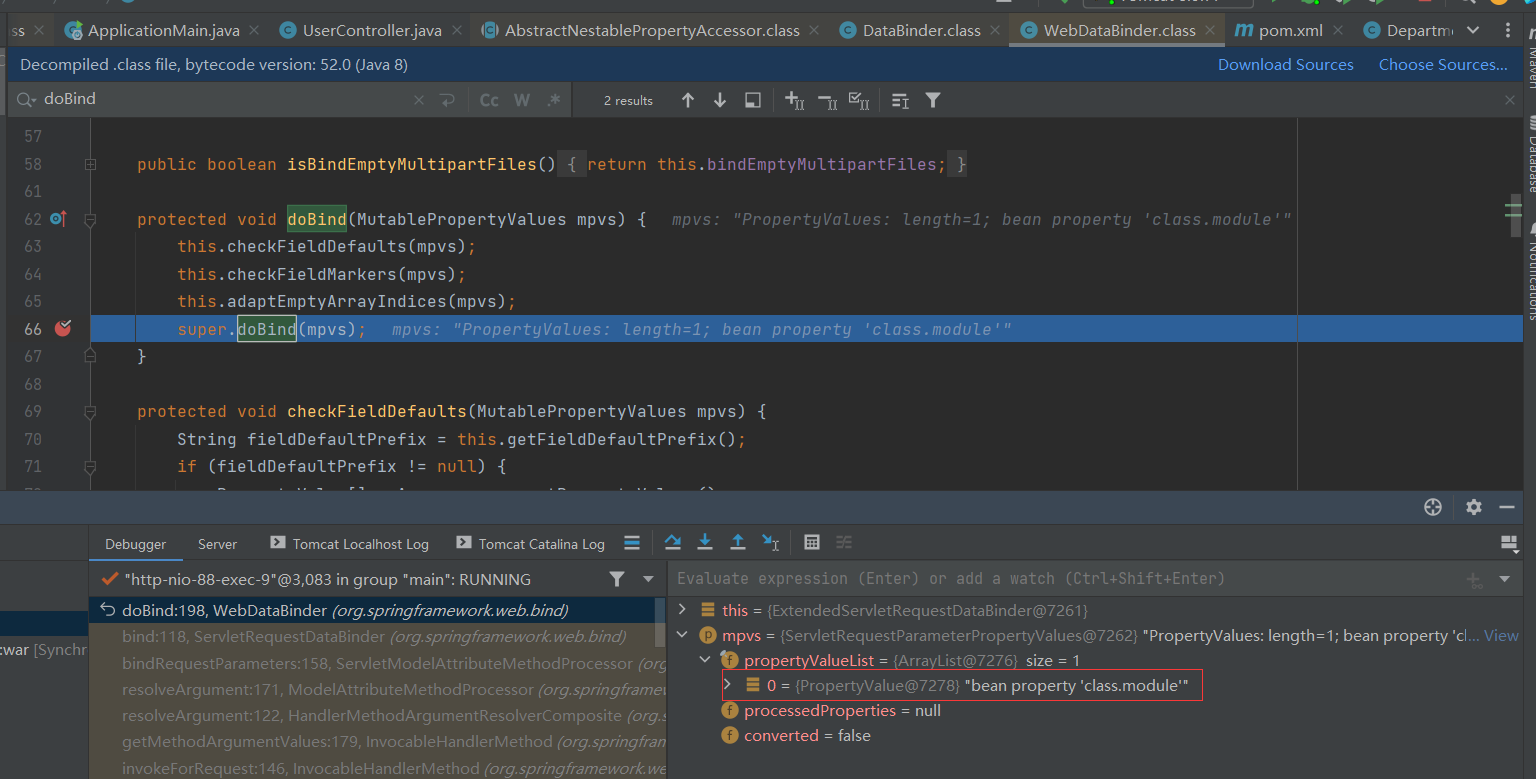 ss ApplicationMain.java UserController.java AbstractNestablePropertyAccessor.class DataBinder.class WebDataBinder.class m pom.xml Departm
Decompiled .class file, bytecode version: 52.0 (Java 8) Download Sources Choose Sources...
doBind Cc W .* 2 results
57
58 public boolean isBindEmptyMultipartFiles() { return this.bindEmptyMultipartFiles; }
61
62 protected void doBind(MutablePropertyValues mpvs) { mpvs: "PropertyValues: length=1; bean property 'class.module'"
63 this.checkFieldDefaults(mpvs);
64 this.checkFieldMarkers(mpvs);
65 this.adaptEmptyArrayIndices(mpvs);
66 super.doBind(mpvs); mpvs: "PropertyValues: length=1; bean property 'class.module'"
67 }
68
69 protected void checkFieldDefaults(MutablePropertyValues mpvs) {
70 String fieldDefaultPrefix = this.getFieldDefaultPrefix();
71 if (fieldDefaultPrefix != null) {
Maven
Database
Notifications
Debugger Server Tomcat Localhost Log Tomcat Catalina Log
"http-nio-88-exec-9"@3,083 in group "main": RUNNING
Evaluate expression (Enter) or add a watch (Ctrl+Shift+Enter)
:war [Synchr
doBind:198, WebDataBinder (org.springframework.web.bind)
bind:118, ServletRequestDataBinder (org.springframework.web.bind)
bindRequestParameters:158, ServletModelAttributeMethodProcessor (org
resolveArgument:171, ModelAttributeMethodProcessor (org.springframew
resolveArgument:122, HandlerMethodArgumentResolverComposite (org.s
getMethodArgumentValues:179, InvocableHandlerMethod (org.springfran
invokeForRequest:146, InvocableHandlerMethod (org.springframework.we
this = {ExtendedServletRequestDataBinder@7261}
mpvs = {ServletRequestParameterPropertyValues@7262} "PropertyValues: length=1; bean property 'cl... View
propertyValueList = {ArrayList@7276} size = 1
0 = {PropertyValue@7278} "bean property 'class.module'"
processedProperties = null
converted = false